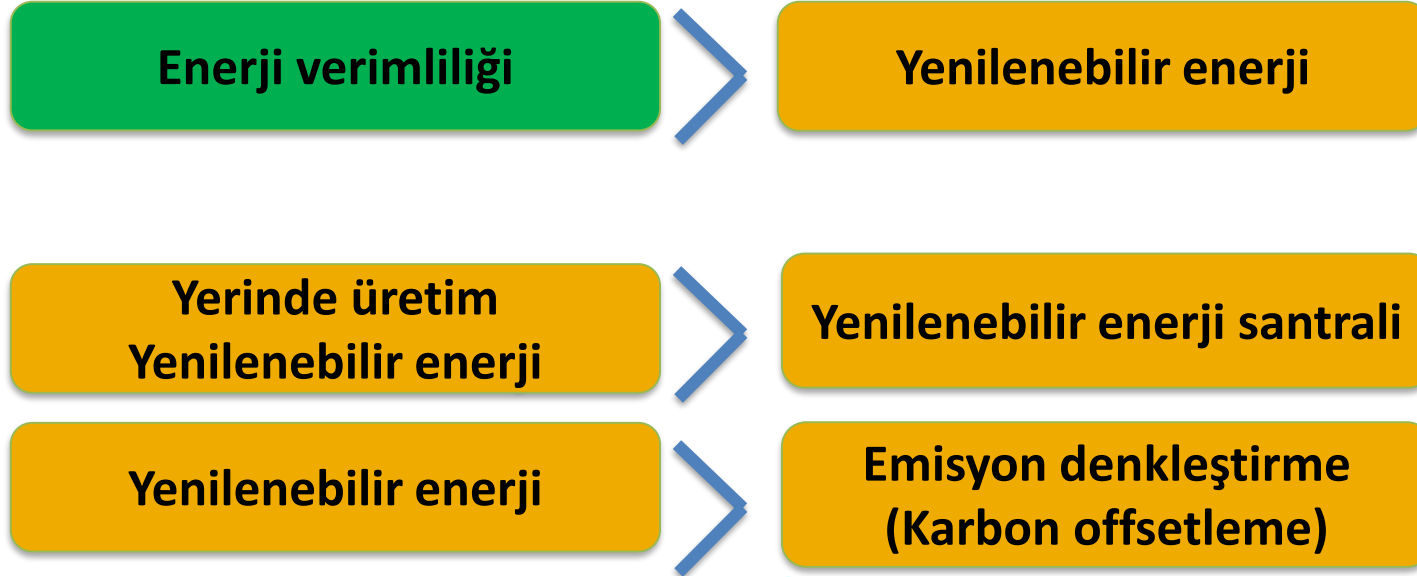 Enerji verimliliği
Yenilenebilir enerji
Yerinde üretim
Yenilenebilir enerji
Yenilenebilir enerji santrali
Yenilenebilir enerji
Emisyon denkleştirme
(Karbon offsetleme)